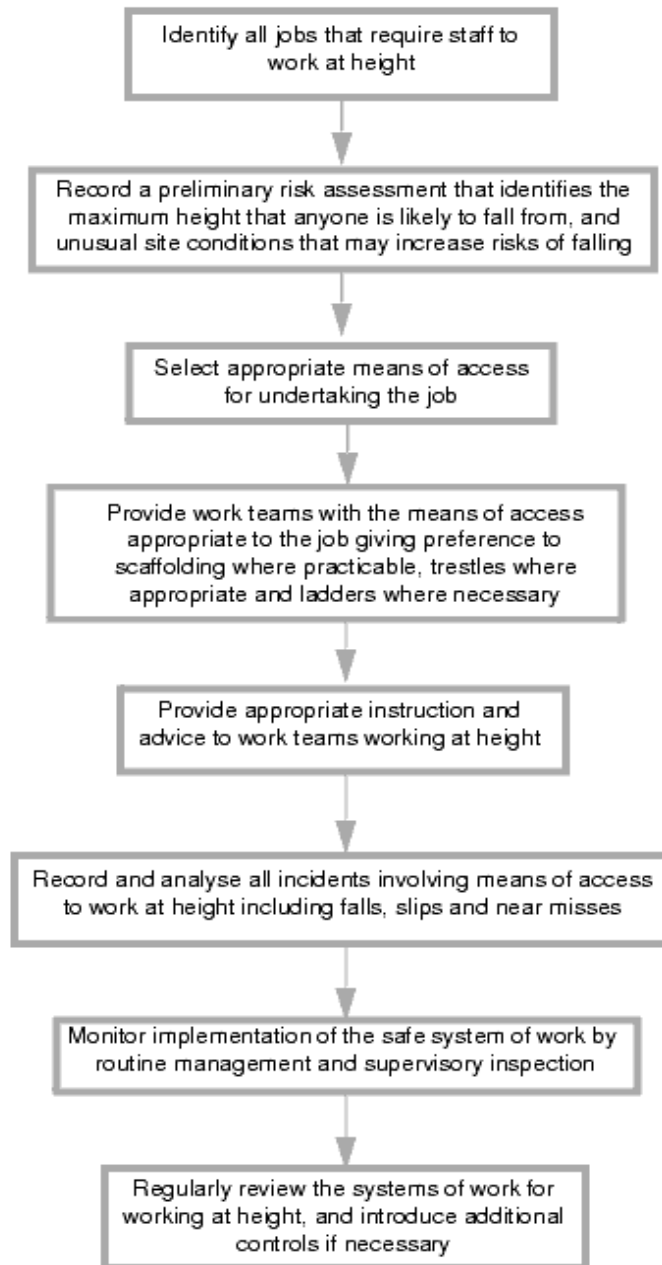 Identify all jobs that require staff to
work at height
Record a preliminary risk assessment that identifies the
maximum height that anyone is likely to fall from, and
unusual site conditions that may increase risks of falling
Select appropriate means of access
for undertaking the job
Provide work teams with the means of access
appropriate to the job giving preference to
scaffolding where practicable, trestles where
appropriate and ladders where necessary
Provide appropriate instruction and
advice to work teams working at height
Record and analyse all incidents involving means of access
to work at height including falls, slips and near misses
Monitor implementation of the safe system of work by
routine management and supervisory inspection
Regularly review the systems of work for
working at height, and introduce additional
controls if necessary